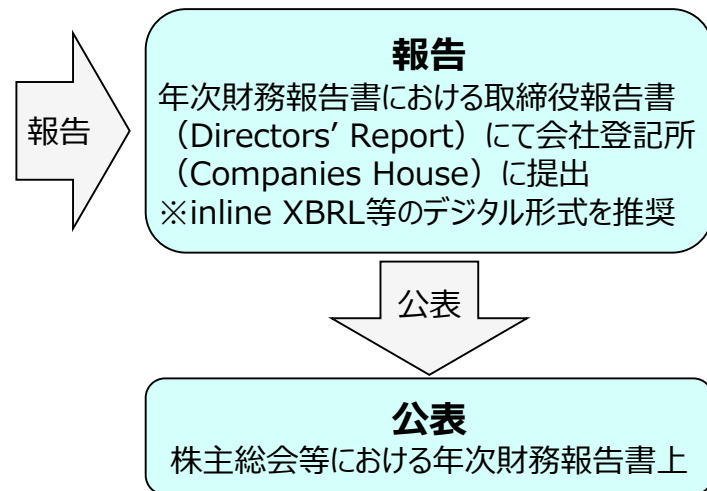 報告
報告
年次財務報告書における取締役報告書
（Directors’ Report）にて会社登記所
（Companies House）に提出
※inline XBRL等のデジタル形式を推奨
公表
公表
株主総会等における年次財務報告書上